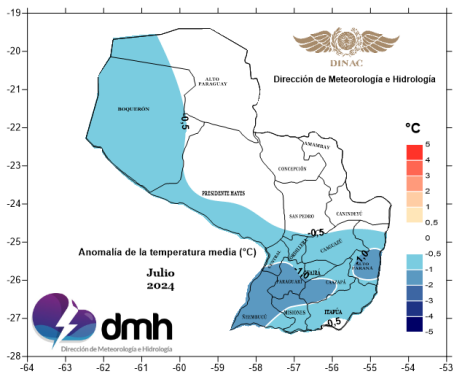 DINAC
Dirección de Meteorología e Hidrología
ALTO
PARAGUAY
BOQUERÓN
-0,5
AMAMBAY
CONCEPCIÓN
PRESIDENTE HAYES
SAN PEDRO
CANINDEYÚ
-0,5
CAAGUAZÚ
-1,0
ALTO
PARANÁ
-1,0
PARAGUARÍ
CAAZAPÁ
ÑEEMBUCÚ
MISIONES
ITAPÚA
-0,5
Anomalía de la temperatura media (°C)
Julio
2024
dmh
Dirección de Meteorología e Hidrología
°C
5
4
3
2
1
0,5
0
-0,5
-1
-2
-3
-4
-5
-19
-20
-21
-22
-23
-24
-25
-26
-27
-28
-64 -63 -62 -61 -60 -59 -58 -57 -56 -55 -54 -53